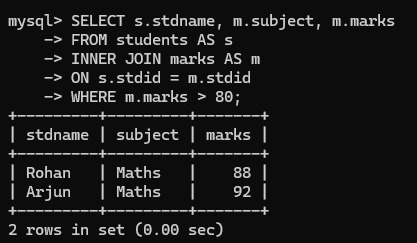 mysql> SELECT s.stdname, m.subject, m.marks
    -> FROM students AS s
    -> INNER JOIN marks AS m
    -> ON s.stdid = m.stdid
    -> WHERE m.marks > 80;
+---------+---------+-------+
| stdname | subject | marks |
+---------+---------+-------+
| Rohan   | Maths   |    88 |
| Arjun   | Maths   |    92 |
+---------+---------+-------+
2 rows in set (0.00 sec)